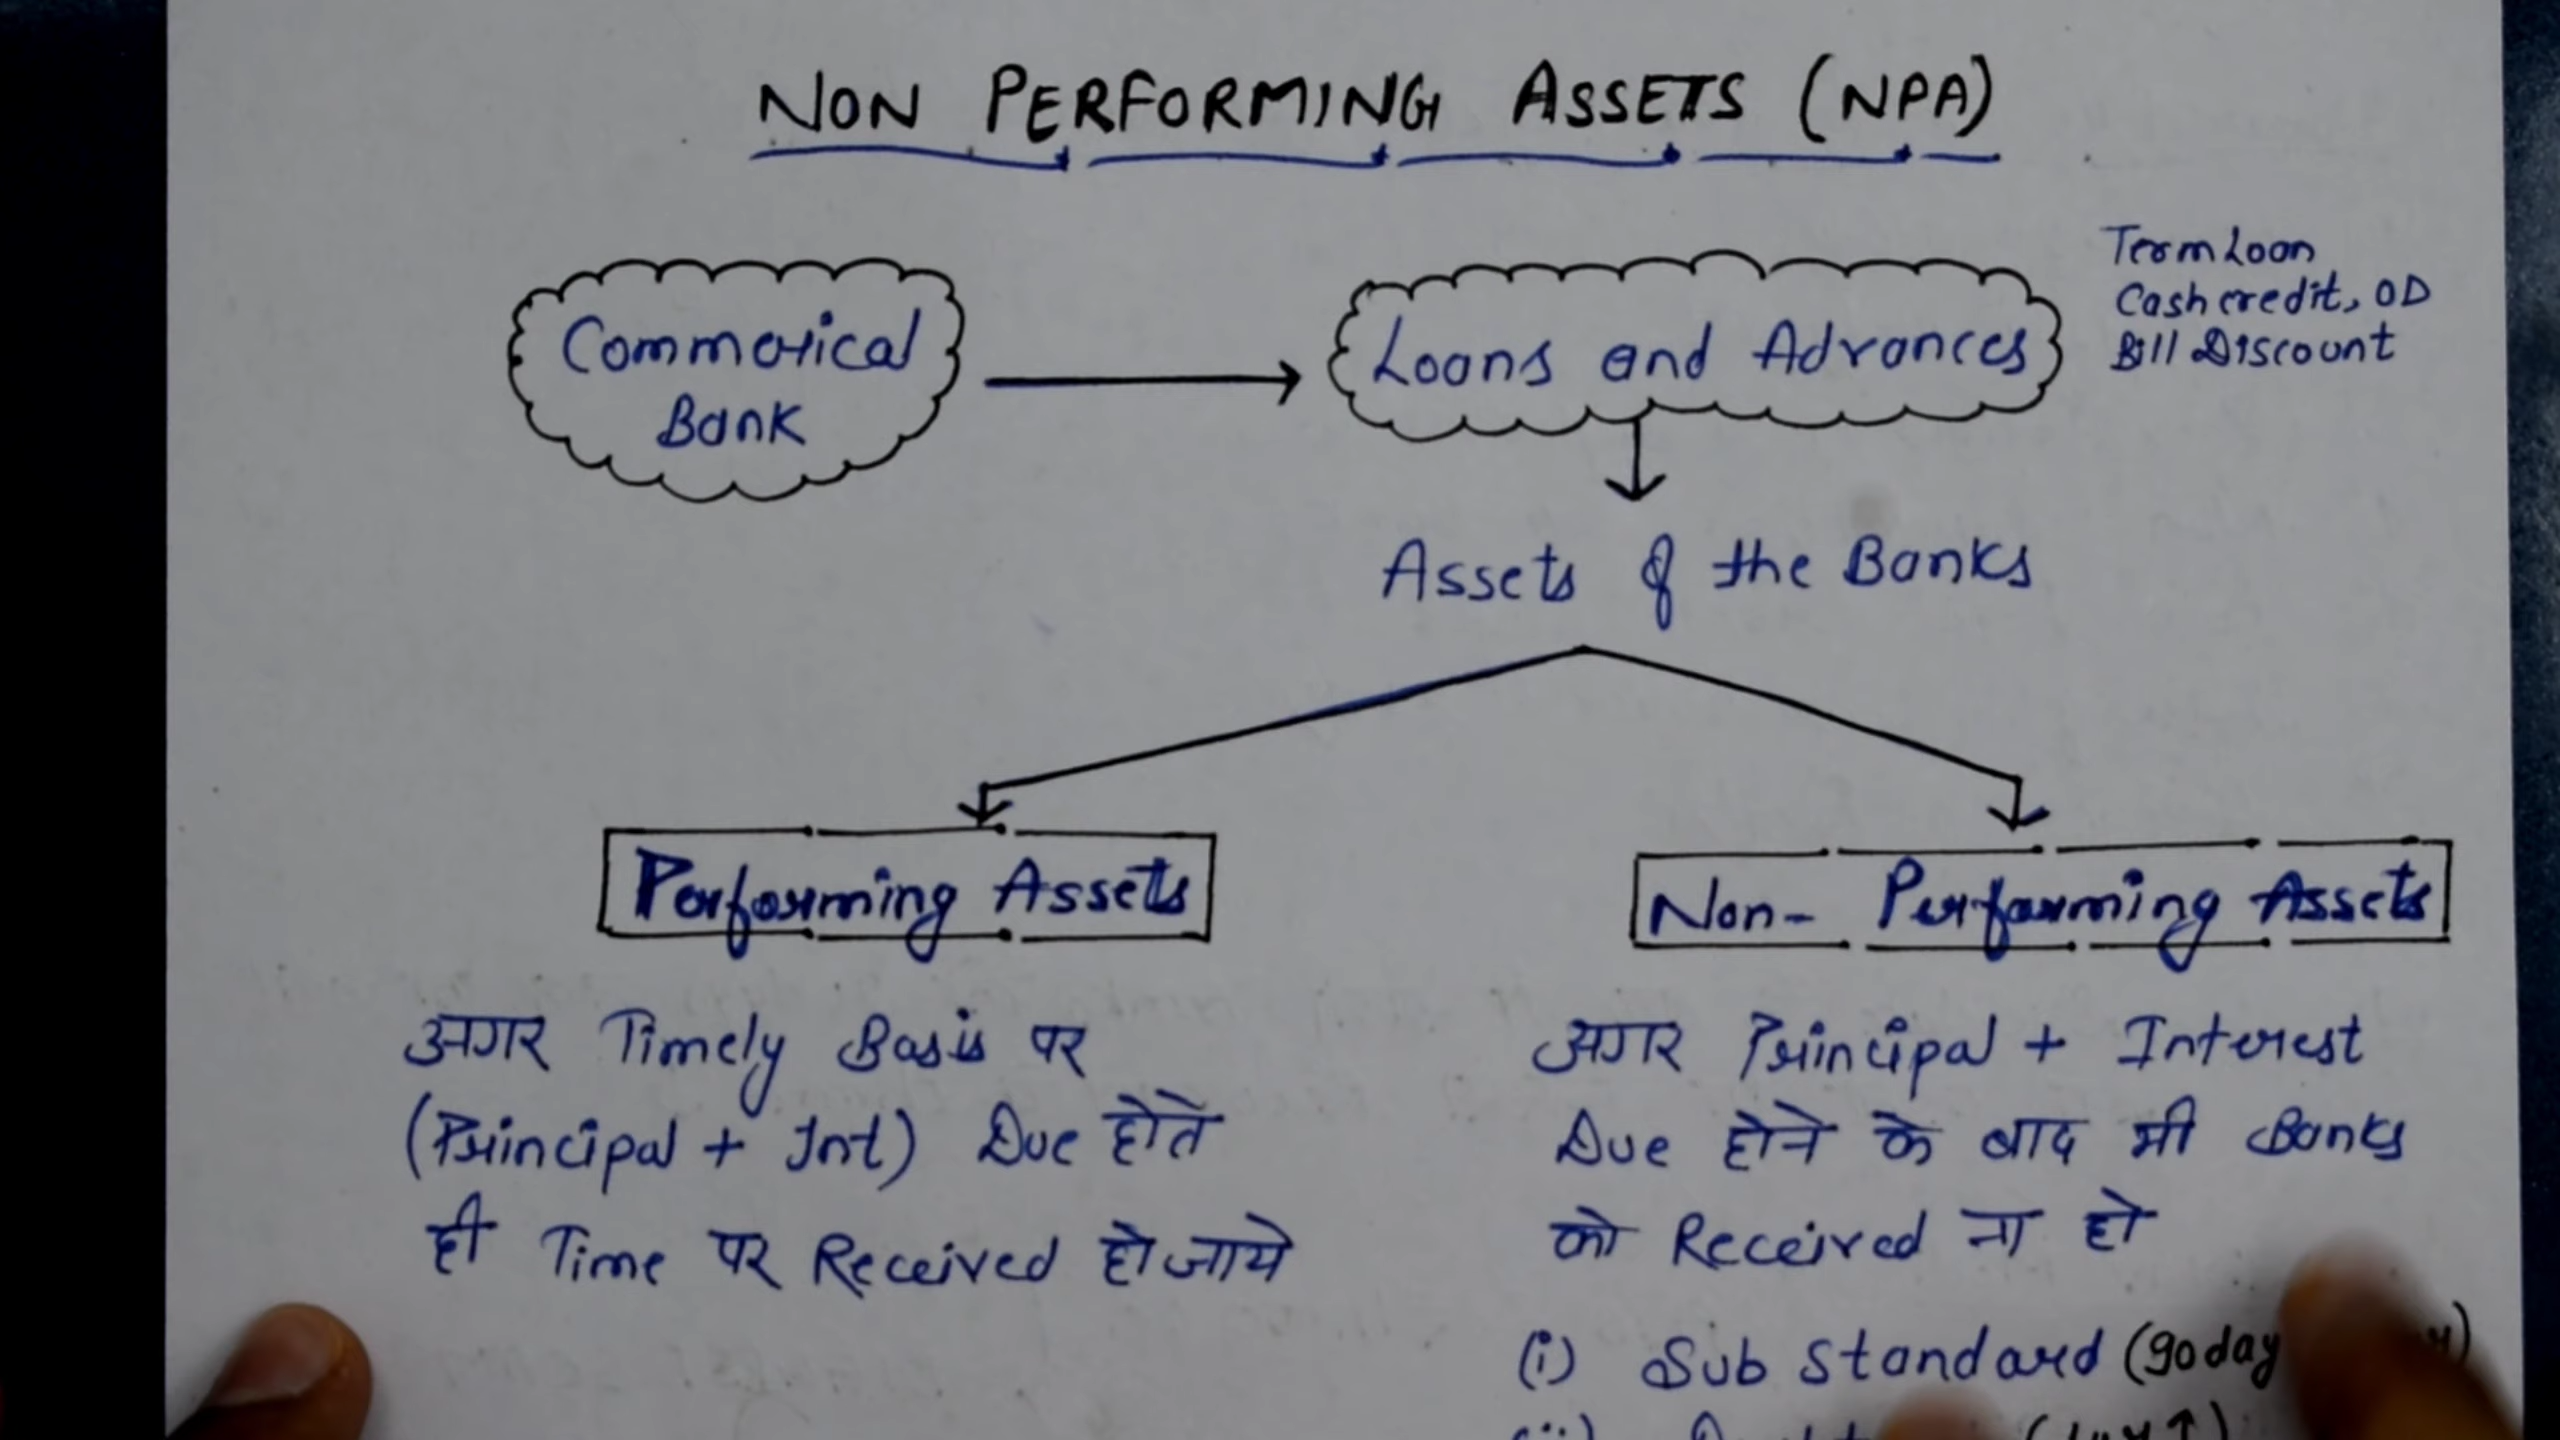 NON PERFORMING ASSETS (NPA)
Term Loon
Cash credit, OD
Bill Discount
Commerical
Bank
Loans and Advances
Assets of the Banks
Performing Assets
Non- Performing Assets
अगर Timely Basis पर
(Principal + Int) Due होते
ही Time पर Received हो जाये
अगर Principal + Interest
Due होने के बाद भी Banks
को Received ना हो
(i) Sub Standard (90 day